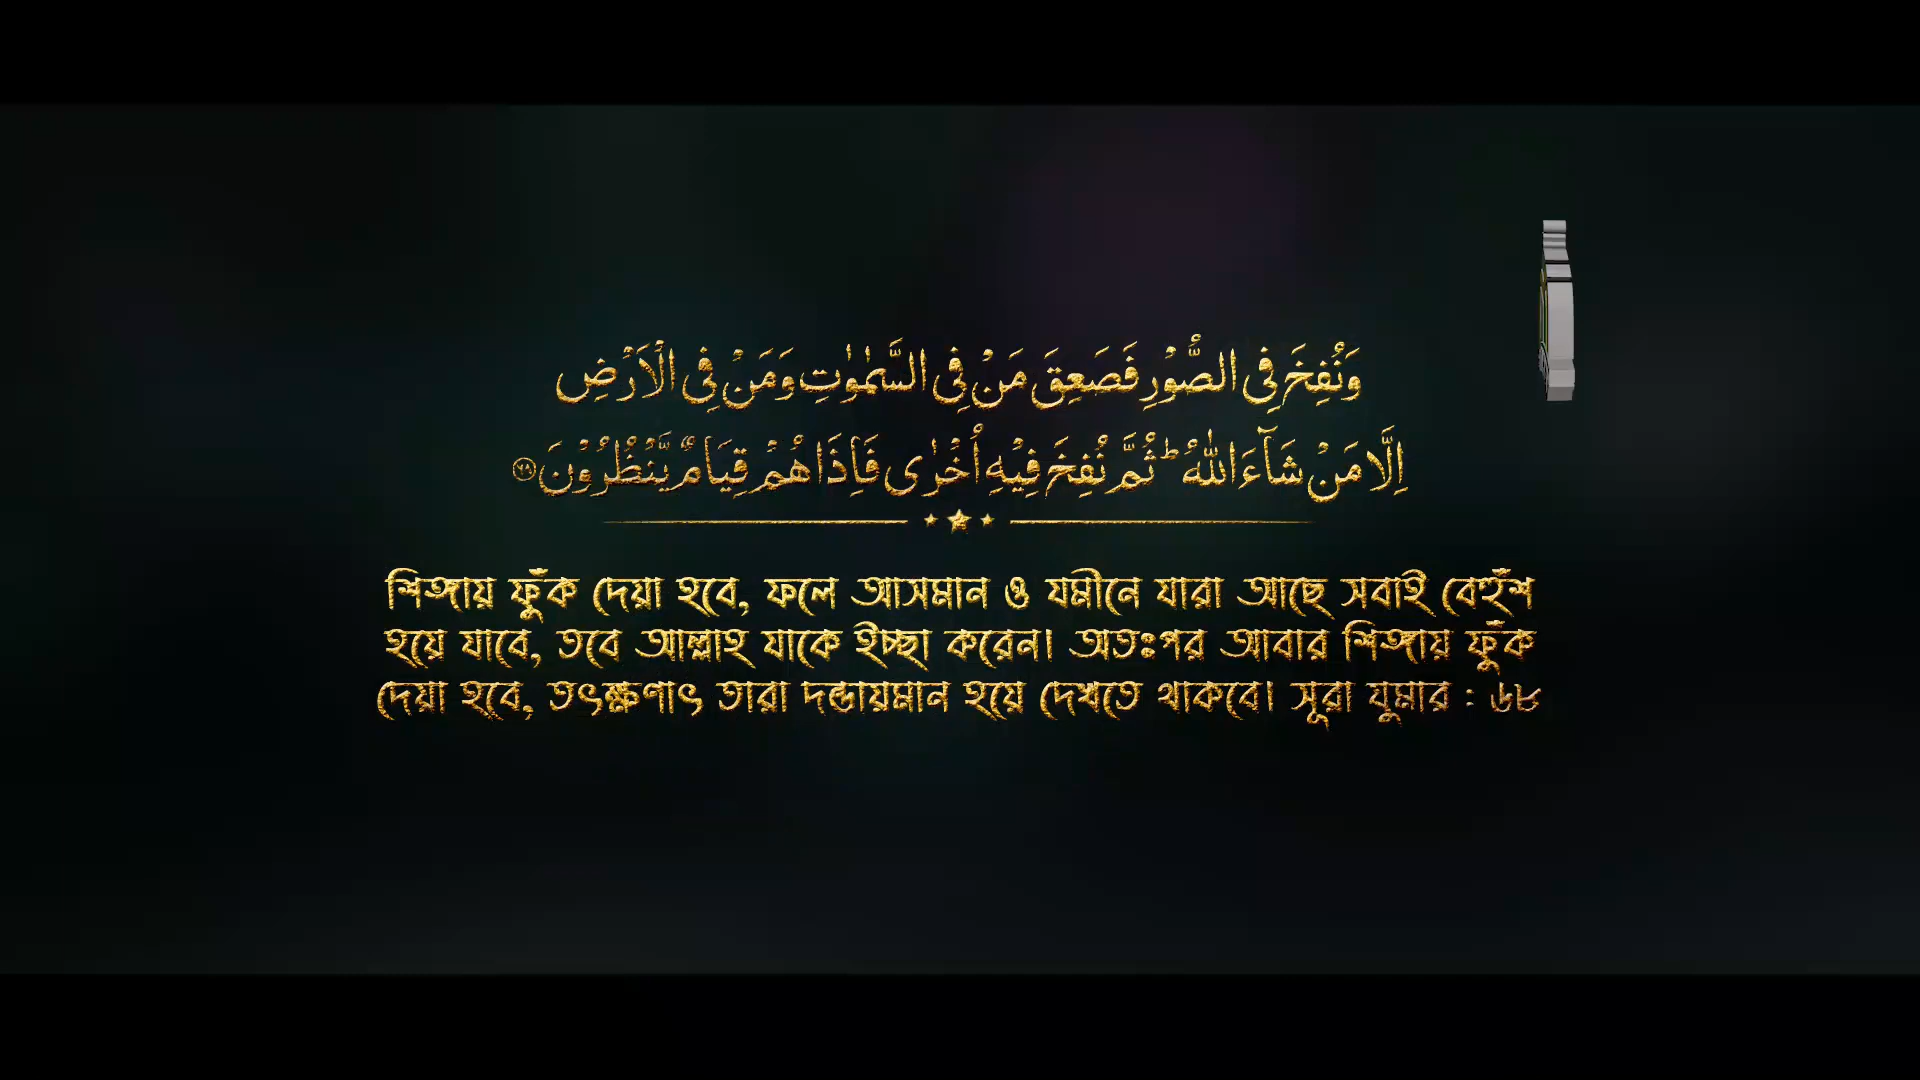 وَنُفِخَ فِى الصُّوْرِ فَصَعِقَ مَنْ فِى السَّمٰوٰتِ وَمَنْ فِى الْاَرْضِ
اِلَّا مَنْ شَآءَ اللّٰهُ ؕ ثُمَّ نُفِخَ فِيْهِ اُخْرٰى فَاِذَا هُمْ قِيَامٌ يَّنْظُرُوْنَ ﴿۶۸﴾
শিঙ্গায় ফুঁক দেয়া হবে, ফলে আসমান ও যমীনে যারা আছে সবাই বেহুঁশ
হয়ে যাবে, তবে আল্লাহ যাকে ইচ্ছা করেন। অতঃপর আবার শিঙ্গায় ফুঁক
দেয়া হবে, তৎক্ষণাৎ তারা দন্ডায়মান হয়ে দেখতে থাকবে। সূরা যুমার : ৬৮